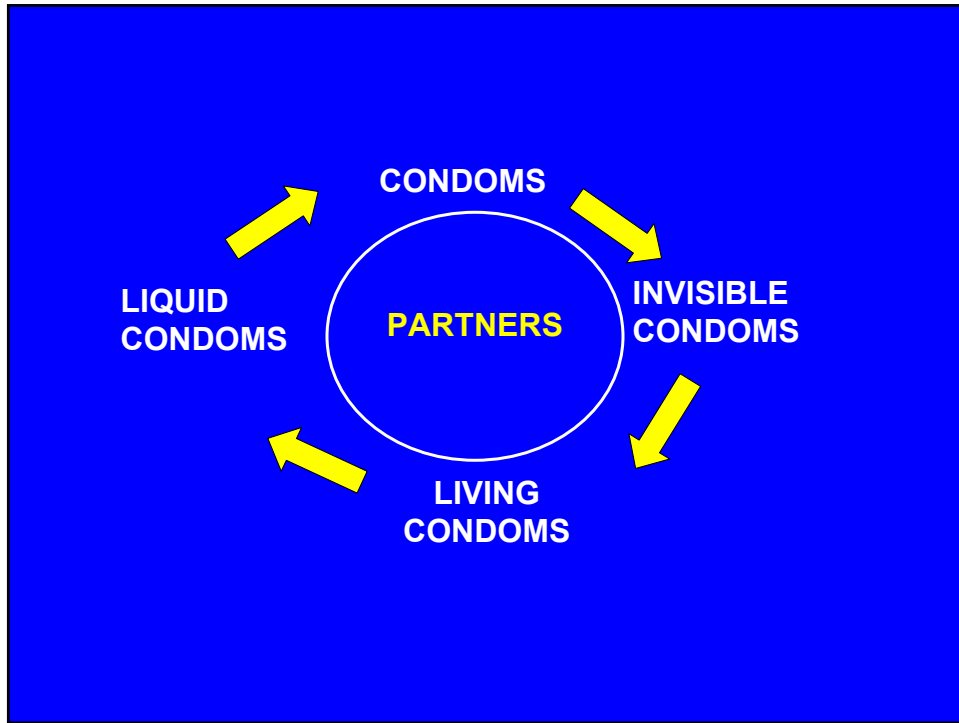 CONDOMS
INVISIBLE
CONDOMS
LIQUID
CONDOMS
PARTNERS
LIVING
CONDOMS